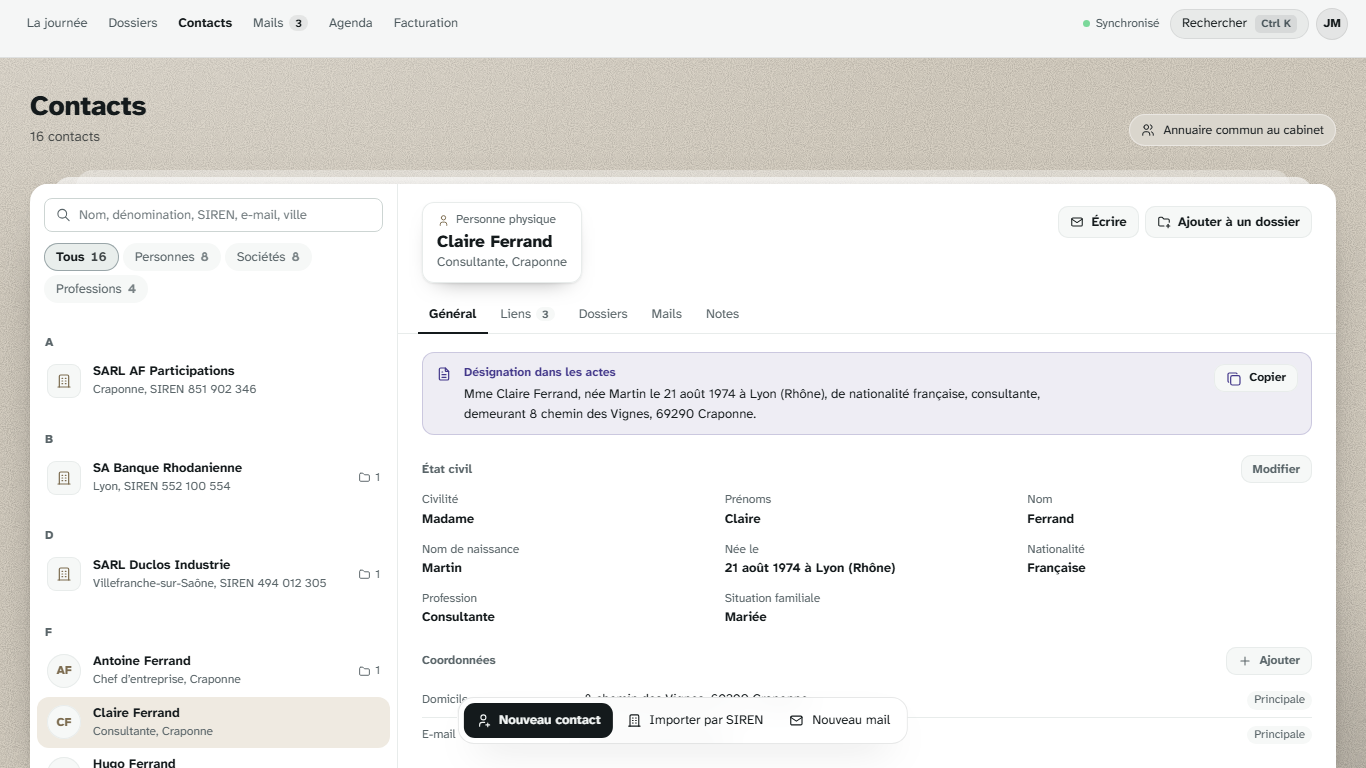 La journée
Dossiers
Contacts
Mails 3
Agenda
Facturation
Synchronisé
Rechercher Ctrl K
JM
Contacts
16 contacts
Annuaire commun au cabinet
Nom, dénomination, SIREN, e-mail, ville
Tous 16
Personnes 8
Sociétés 8
Professions 4
A
SARL AF Participations
Craponne, SIREN 851 902 346
B
SA Banque Rhodanienne
Lyon, SIREN 552 100 554
1
D
SARL Duclos Industrie
Villefranche-sur-Saône, SIREN 494 012 305
1
F
AF
Antoine Ferrand
Chef d'entreprise, Craponne
1
CF
Claire Ferrand
Consultante, Craponne
Hugo Ferrand
Personne physique
Claire Ferrand
Consultante, Craponne
Écrire
Ajouter à un dossier
Général
Liens 3
Dossiers
Mails
Notes
Désignation dans les actes
Mme Claire Ferrand, née Martin le 21 août 1974 à Lyon (Rhône), de nationalité française, consultante,
demeurant 8 chemin des Vignes, 69290 Craponne.
Copier
État civil
Modifier
Civilité
Madame
Prénoms
Claire
Nom
Ferrand
Nom de naissance
Martin
Née le
21 août 1974 à Lyon (Rhône)
Nationalité
Française
Profession
Consultante
Situation familiale
Mariée
Coordonnées
Ajouter
Domicile
8 chemin des Vignes, 69290 Craponne
Principale
E-mail
Principale
Nouveau contact
Importer par SIREN
Nouveau mail